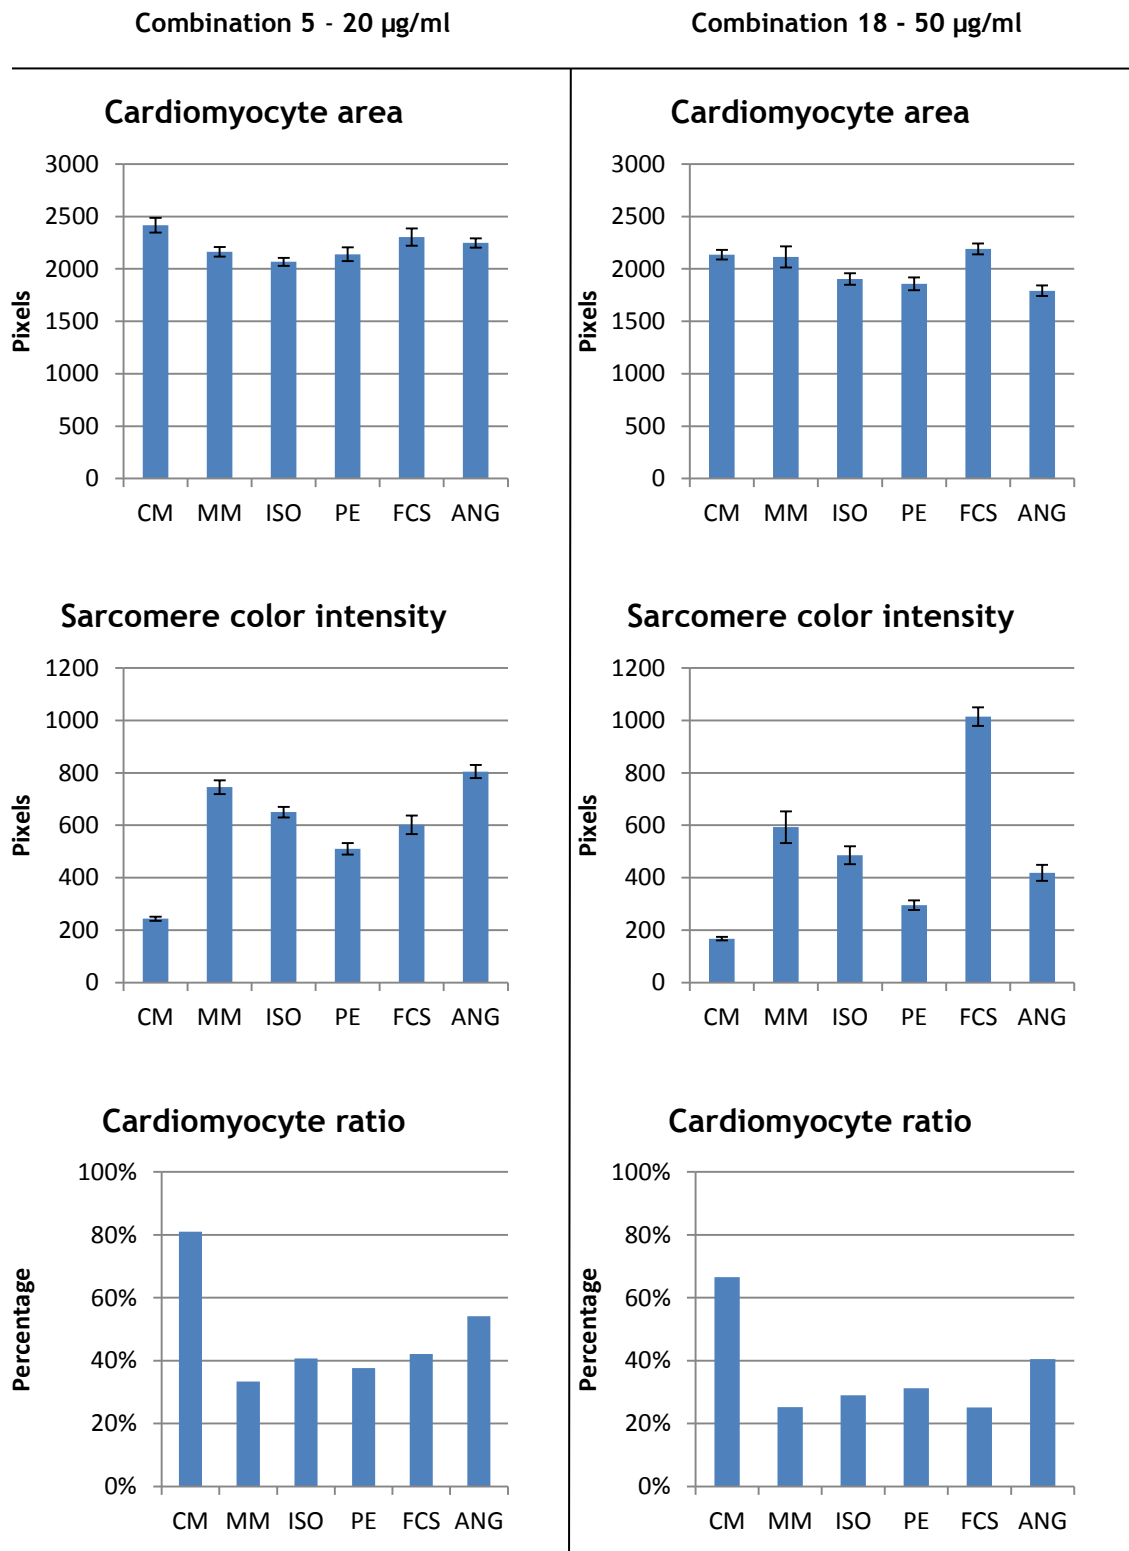 Combination 5 - 20 µg/ml
Combination 18 - 50 µg/ml
Cardiomyocyte area
3000
2500
2000
1500
1000
500
0
Pixels
CM MM ISO PE FCS ANG
Cardiomyocyte area
3000
2500
2000
1500
1000
500
0
Pixels
CM MM ISO PE FCS ANG
Sarcomere color intensity
1200
1000
800
600
400
200
0
Pixels
CM MM ISO PE FCS ANG
Sarcomere color intensity
1200
1000
800
600
400
200
0
Pixels
CM MM ISO PE FCS ANG
Cardiomyocyte ratio
100%
80%
60%
40%
20%
0%
Percentage
CM MM ISO PE FCS ANG
Cardiomyocyte ratio
100%
80%
60%
40%
20%
0%
Percentage
CM MM ISO PE FCS ANG